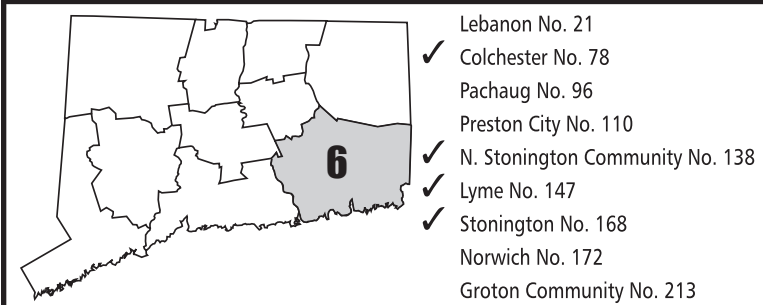 6
Lebanon No. 21
✓ Colchester No. 78
Pachaug No. 96
Preston City No. 110
✓ N. Stonington Community No. 138
✓ Lyme No. 147
✓ Stonington No. 168
Norwich No. 172
Groton Community No. 213